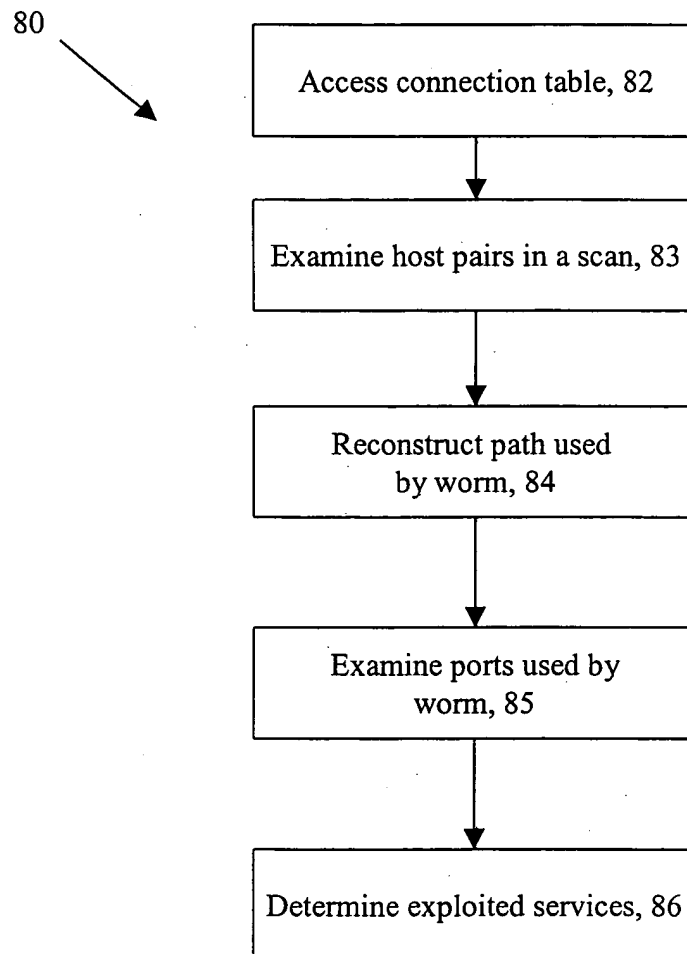 80
Access connection table, 82
Examine host pairs in a scan, 83
Reconstruct path used
by worm, 84
Examine ports used by
worm, 85
Determine exploited services, 86